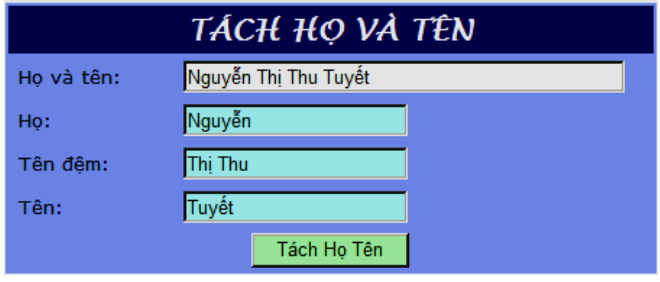 TÁCH HỌ VÀ TÊN
Họ và tên: Nguyễn Thị Thu Tuyết
Họ: Nguyễn
Tên đệm: Thị Thu
Tên: Tuyết
Tách Họ Tên